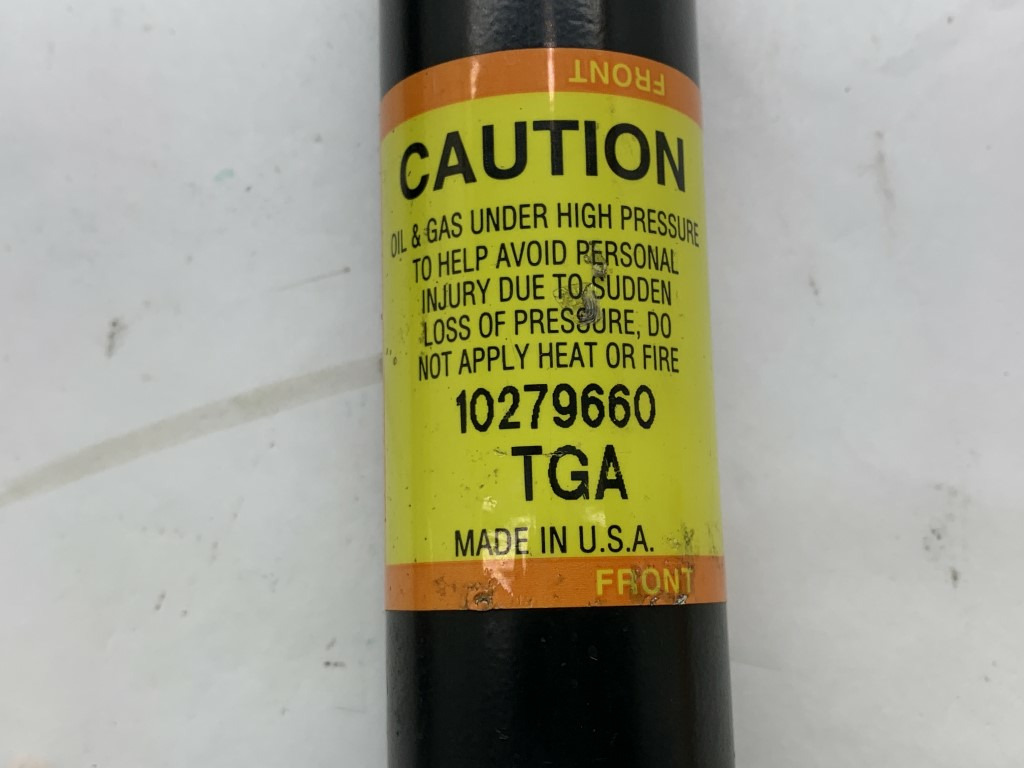 FRONT
CAUTION
OIL & GAS UNDER HIGH PRESSURE
TO HELP AVOID PERSONAL
INJURY DUE TO SUDDEN
LOSS OF PRESSURE, DO
NOT APPLY HEAT OR FIRE
10279660
TGA
MADE IN U.S.A.
FRONT